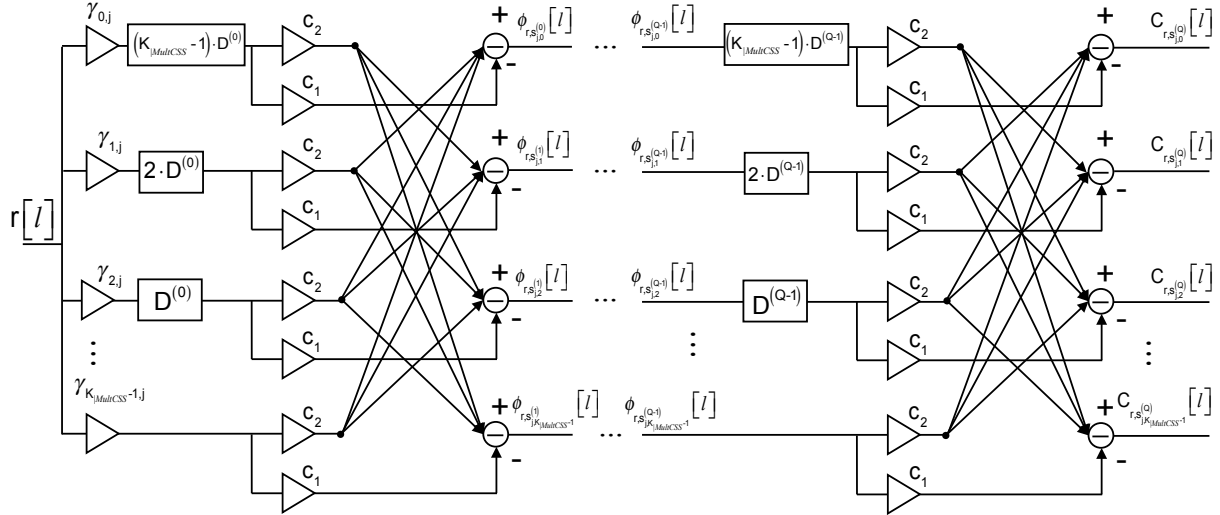 γ0,j (K|MultCSS -1)·D(0) c2 + ϕr,s(0)j,0[l] ... ϕr,s(Q-1)j,0[l] (K|MultCSS -1)·D(Q-1) c2 + Cr,s(Q)j,0[l]
c1 - c1 -
γ1,j 2·D(0) c2 + ϕr,s(1)j,1[l] ... ϕr,s(Q-1)j,1[l] 2·D(Q-1) c2 + Cr,s(Q)j,1[l]
c1 - c1 -
r[l]
γ2,j D(0) c2 + ϕr,s(1)j,2[l] ... ϕr,s(Q-1)j,2[l] D(Q-1) c2 + Cr,s(Q)j,2[l]
... c1 - ... c1 - ...
γK|MultCSS-1,j c2 + ϕr,s(1)j,K|MultCSS-1[l] ... ϕr,s(Q-1)j,K|MultCSS-1[l] c2 + Cr,s(Q)j,K|MultCSS-1[l]
c1 - c1 -